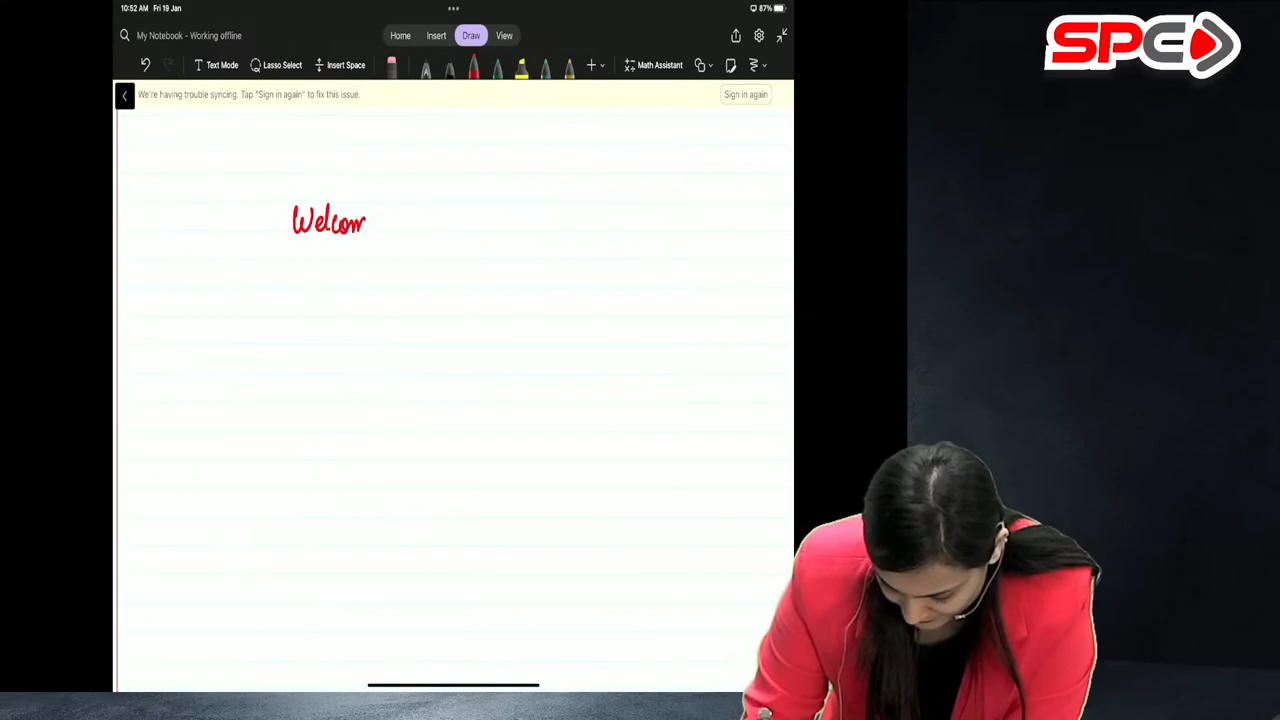 10:52 AM Fri 19 Jan
87%
My Notebook - Working offline
Home Insert Draw View
Text Mode Lasso Select Insert Space Math Assistant
We're having trouble syncing. Tap "Sign in again" to fix this issue. Sign in again
Welcom
SPE